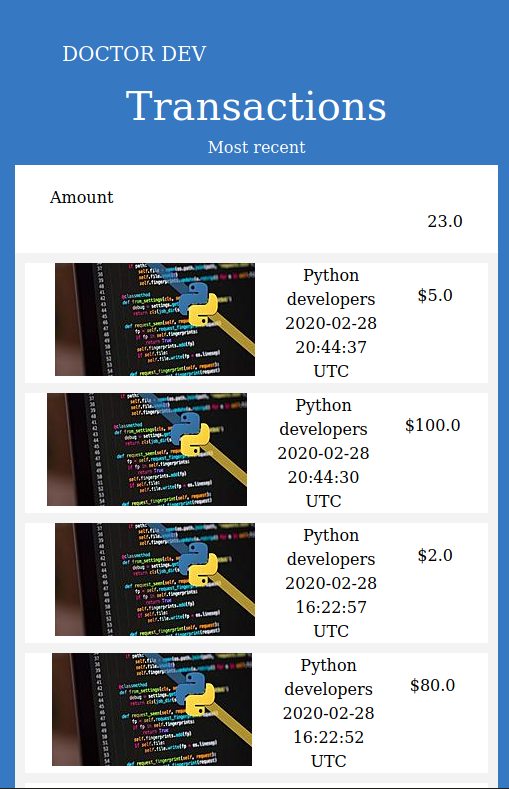 DOCTOR DEV
Transactions
Most recent
Amount
23.0
Python
developers
2020-02-28
20:44:37
UTC
$5.0
Python
developers
2020-02-28
20:44:30
UTC
$100.0
Python
developers
2020-02-28
16:22:57
UTC
$2.0
Python
developers
2020-02-28
16:22:52
UTC
$80.0